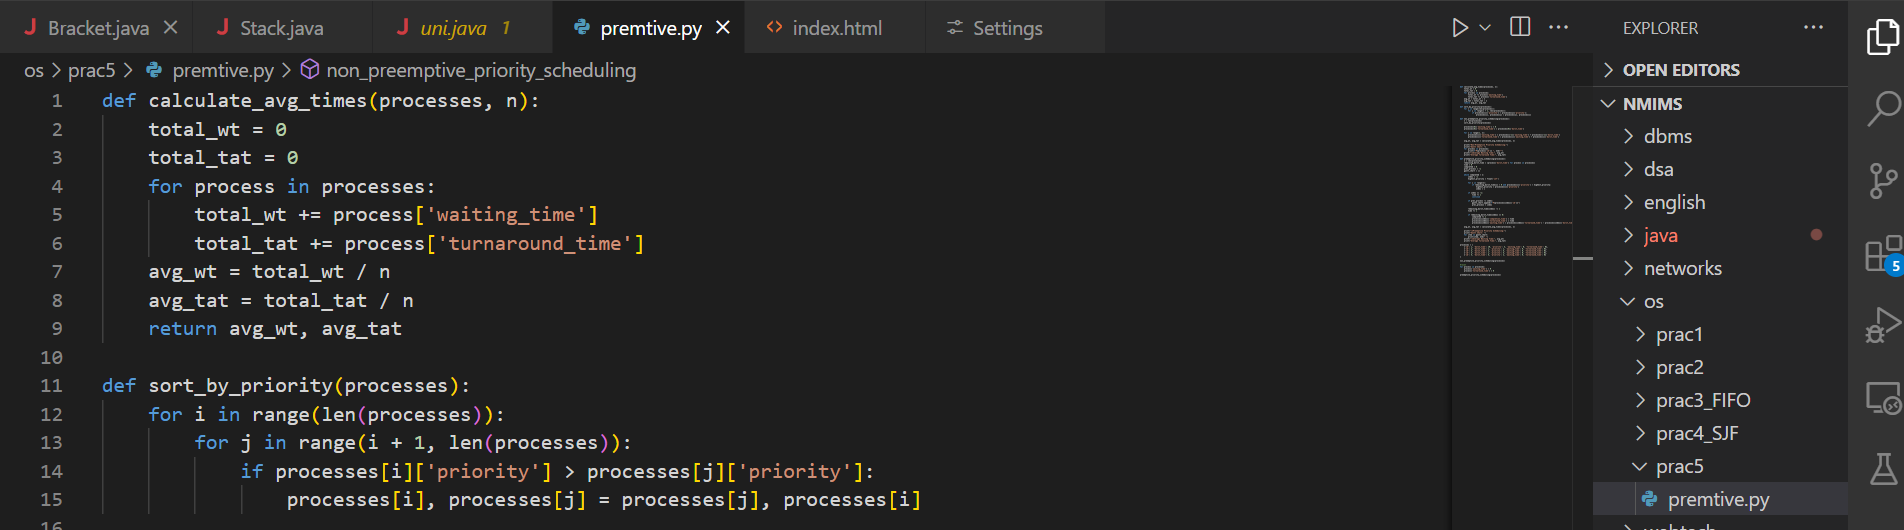 Bracket.java
Stack.java
uni.java 1
premtive.py
index.html
Settings
os > prac5 > premtive.py > non_preemptive_priority_scheduling
1 def calculate_avg_times(processes, n):
2 total_wt = 0
3 total_tat = 0
4 for process in processes:
5 total_wt += process['waiting_time']
6 total_tat += process['turnaround_time']
7 avg_wt = total_wt / n
8 avg_tat = total_tat / n
9 return avg_wt, avg_tat
10
11 def sort_by_priority(processes):
12 for i in range(len(processes)):
13 for j in range(i + 1, len(processes)):
14 if processes[i]['priority'] > processes[j]['priority']:
15 processes[i], processes[j] = processes[j], processes[i]
16
EXPLORER
OPEN EDITORS
NMIMS
dbms
dsa
english
java
networks
os
prac1
prac2
prac3_FIFO
prac4_SJF
prac5
premtive.py
webtech
5